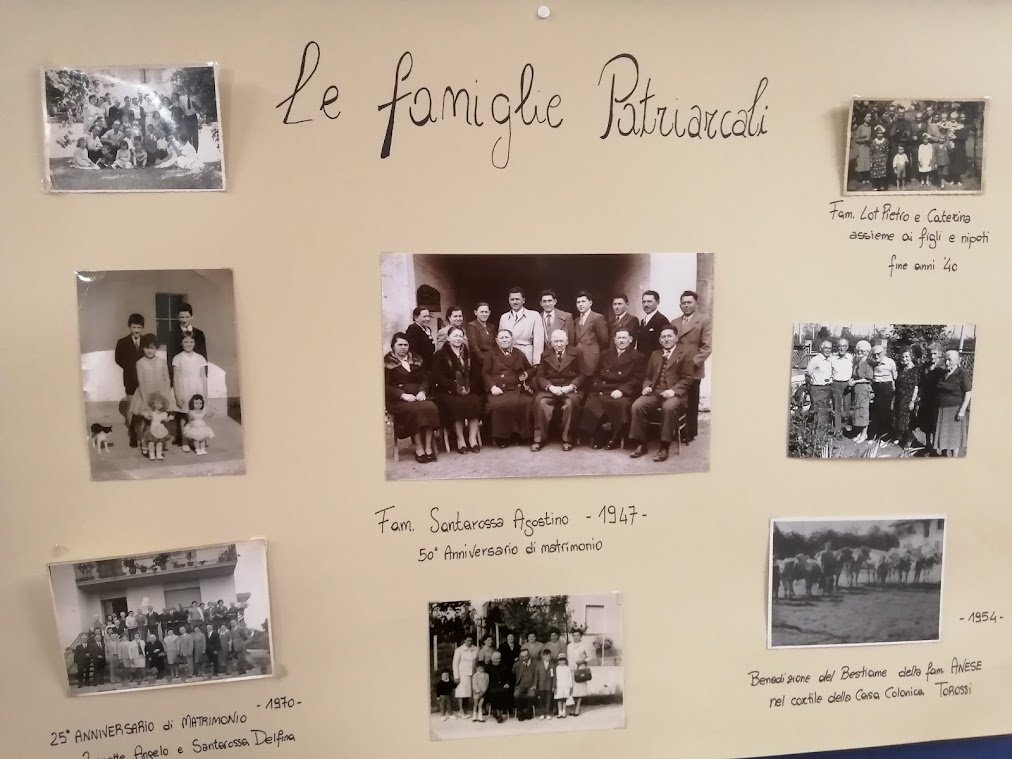 Le famiglie Patriarcali
Fam. Lot Pietro e Caterina
assieme ai figli e nipoti
fine anni '40
Fam. Santarossa Agostino - 1947 -
50° Anniversario di matrimonio
- 1954 -
Benedizione del Bestiame della fam. ANESE
nel cortile della Casa Colonica TOROSSI
- 1970 -
25° ANNIVERSARIO di MATRIMONIO
Angelo e Santarossa Delfina